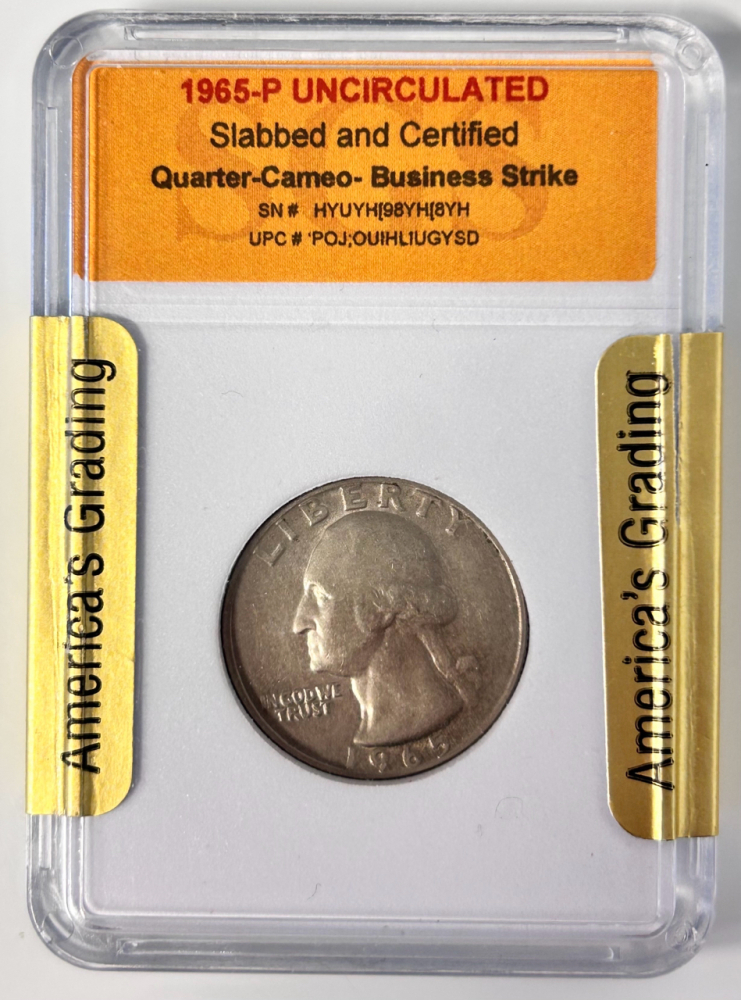 1965-P UNCIRCULATED
Slabbed and Certified
Quarter-Cameo- Business Strike
SN # HYUYH[98YH[8YH
UPC # 'POJ;OUIHL1UGYSD
SGS
America's Grading
America's Grading
LIBERTY
IN GOD WE
TRUST
1965